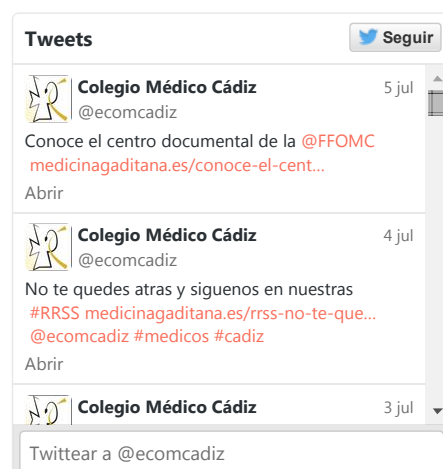 Tweets
Seguir
Colegio Médico Cádiz
5 jul
@ecomcadiz
Conoce el centro documental de la @FFOMC
medicinagaditana.es/conoce-el-cent...
Abrir
Colegio Médico Cádiz
4 jul
@ecomcadiz
No te quedes atras y siguenos en nuestras
#RRSS medicinagaditana.es/rrss-no-te-que...
@ecomcadiz #medicos #cadiz
Abrir
Colegio Médico Cádiz
3 jul
Twittear a @ecomcadiz